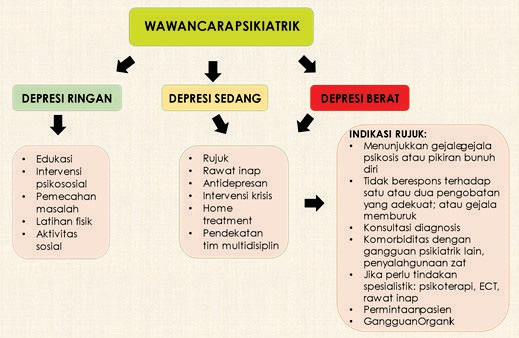 WAWANCARAPSIKIATRIK
DEPRESI RINGAN
DEPRESI SEDANG
DEPRESI BERAT
• Edukasi
• Intervensi
psikososial
• Pemecahan
masalah
• Latihan fisik
• Aktivitas
sosial
• Rujuk
• Rawat inap
• Antidepresan
• Intervensi krisis
• Home
treatment
• Pendekatan
tim multidisiplin
INDIKASI RUJUK:
• Menunjukkan gejalagejala
psikosis atau pikiran bunuh
diri
• Tidak berespons terhadap
satu atau dua pengobatan
yang adekuat; atau gejala
memburuk
• Konsultasi diagnosis
• Komorbiditas dengan
gangguan psikiatrik lain,
penyalahgunaan zat
• Jika perlu tindakan
spesialistik: psikoterapi, ECT,
rawat inap
• Permintaanpasien
• GangguanOrganik